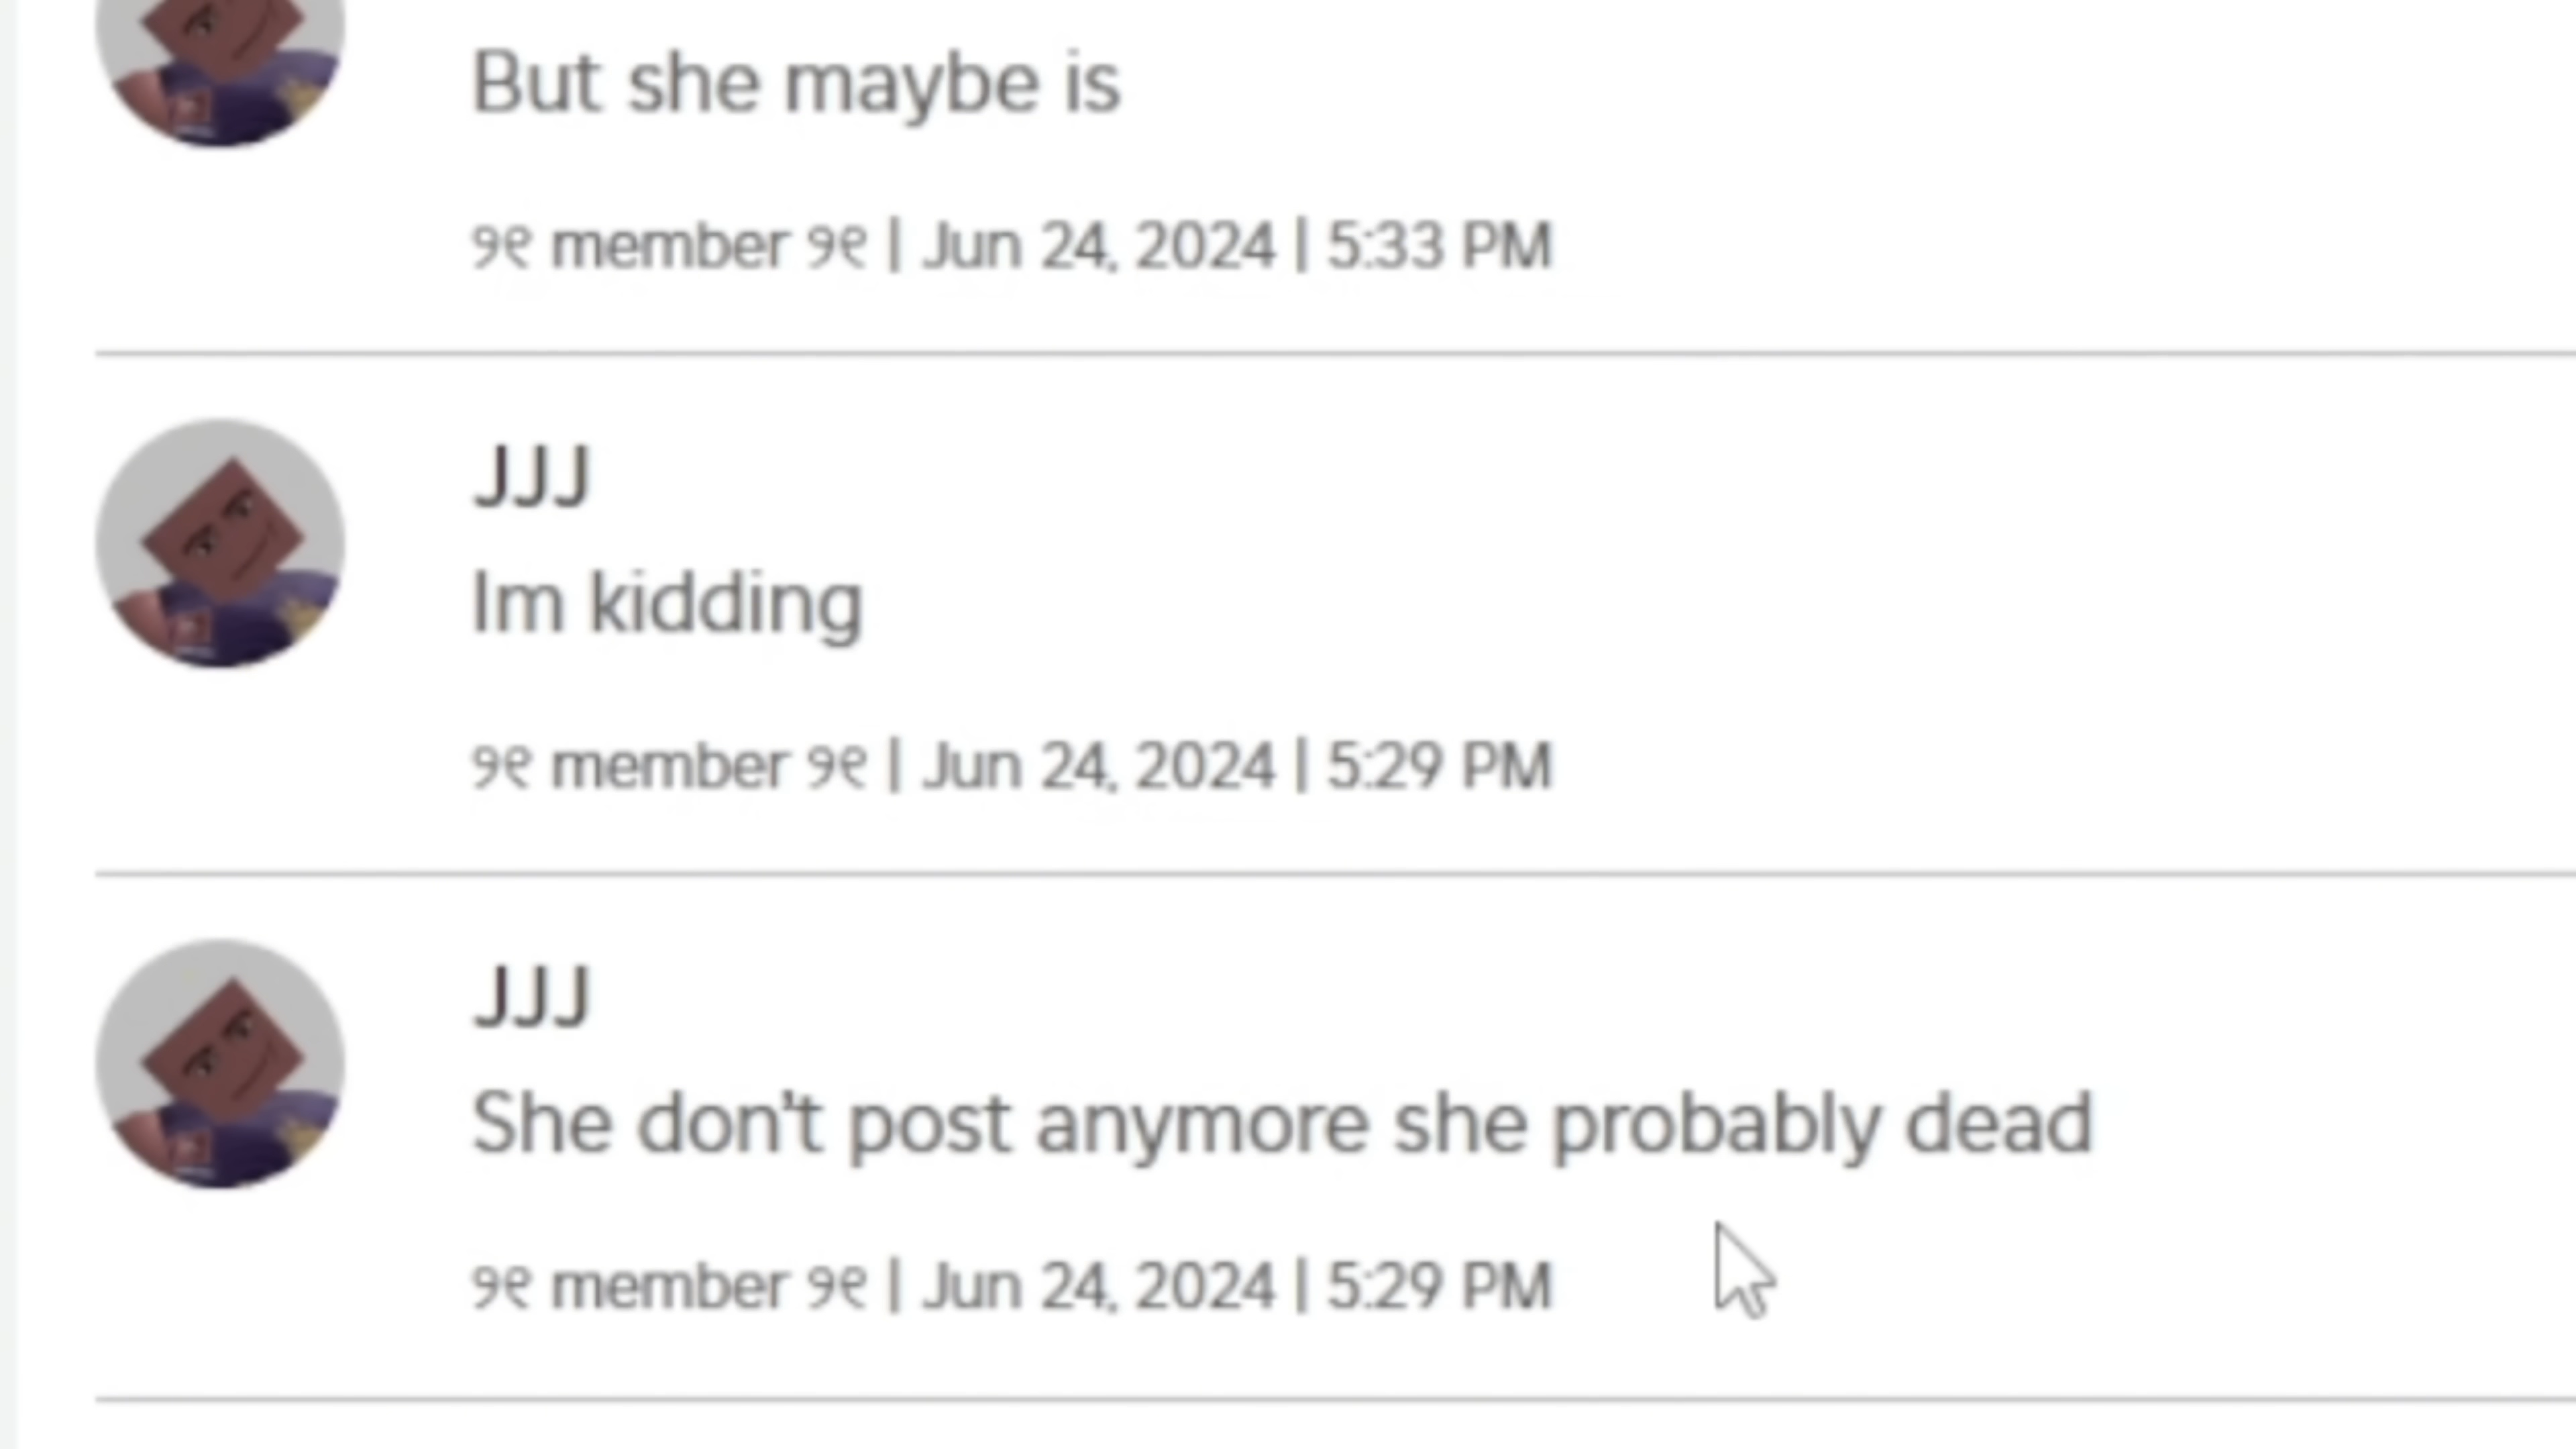 But she maybe is
୨୧ member ୨୧ | Jun 24, 2024 | 5:33 PM
JJJ
Im kidding
୨୧ member ୨୧ | Jun 24, 2024 | 5:29 PM
JJJ
She don't post anymore she probably dead
୨୧ member ୨୧ | Jun 24, 2024 | 5:29 PM